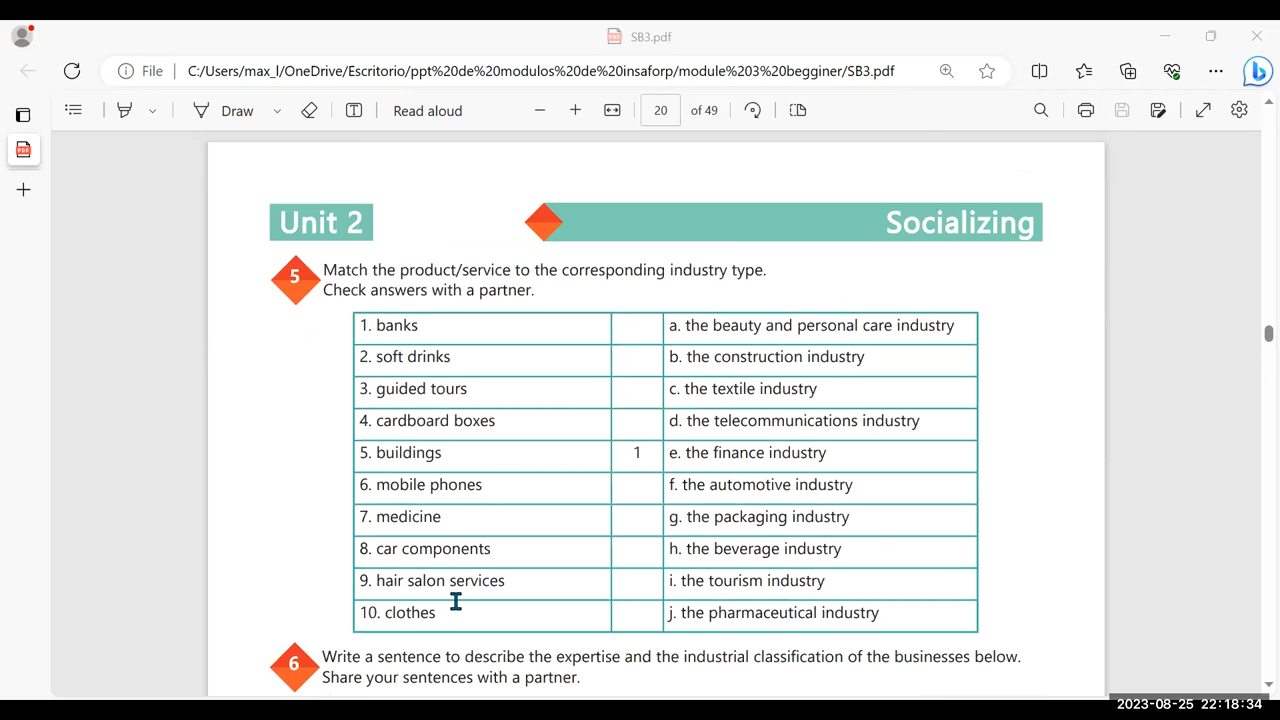 SB3.pdf
File C:/Users/max_l/OneDrive/Escritorio/ppt%20de%20modulos%20de%20insaforp/module%203%20begginer/SB3.pdf
Draw Read aloud 20 of 49
Unit 2 Socializing
5 Match the product/service to the corresponding industry type.
Check answers with a partner.
1. banks a. the beauty and personal care industry
2. soft drinks b. the construction industry
3. guided tours c. the textile industry
4. cardboard boxes d. the telecommunications industry
5. buildings 1 e. the finance industry
6. mobile phones f. the automotive industry
7. medicine g. the packaging industry
8. car components h. the beverage industry
9. hair salon services i. the tourism industry
10. clothes j. the pharmaceutical industry
6 Write a sentence to describe the expertise and the industrial classification of the businesses below.
Share your sentences with a partner.
2023-08-25 22:18:34